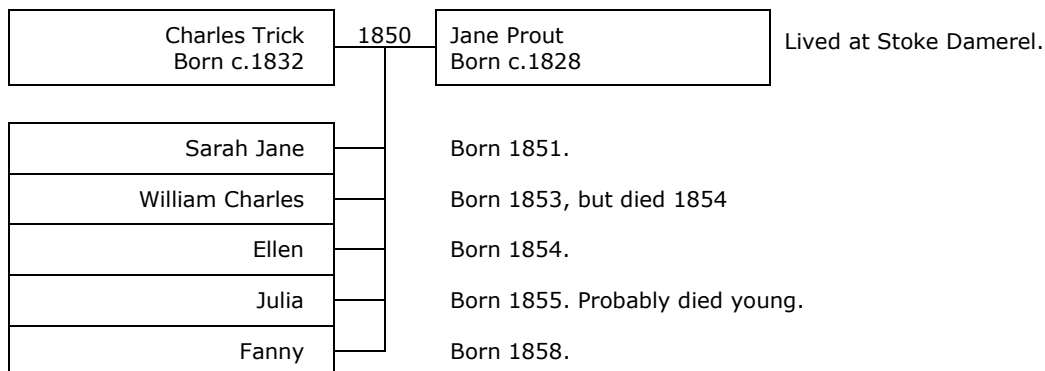 Charles Trick
Born c.1832
1850
Jane Prout
Born c.1828
Lived at Stoke Damerel.
Sarah Jane Born 1851.
William Charles Born 1853, but died 1854
Ellen Born 1854.
Julia Born 1855. Probably died young.
Fanny Born 1858.